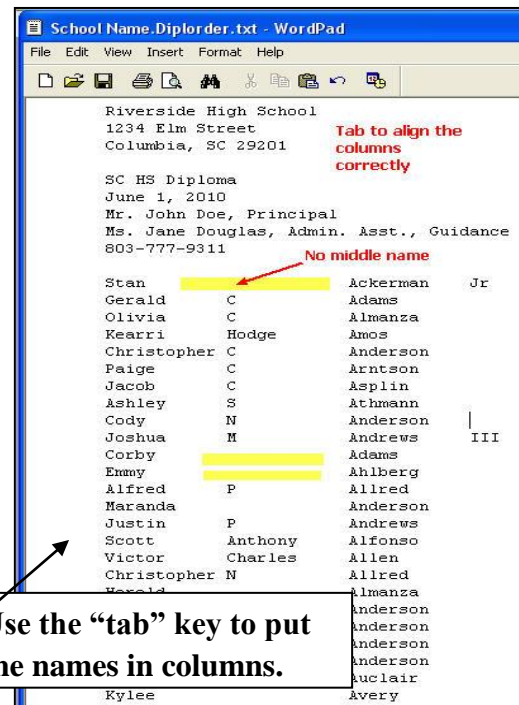 School Name.Diplorder.txt - WordPad
File Edit View Insert Format Help
Riverside High School
1234 Elm Street
Columbia, SC 29201
Tab to align the
columns
correctly
SC HS Diploma
June 1, 2010
Mr. John Doe, Principal
Ms. Jane Douglas, Admin. Asst., Guidance
803-777-9311
No middle name
Stan Ackerman Jr
Gerald C Adams
Olivia C Almanza
Kearri Hodge Amos
Christopher C Anderson
Paige C Arntson
Jacob C Asplin
Ashley S Athmann
Cody N Anderson
Joshua M Andrews III
Corby Adams
Emmy Ahlberg
Alfred P Allred
Maranda Anderson
Justin P Andrews
Scott Anthony Alfonso
Victor Charles Allen
Christopher N Allred
Almanza
Anderson
Anderson
Anderson
Anderson
Auclair
se the “tab” key to put
names in columns.
Kylee Avery